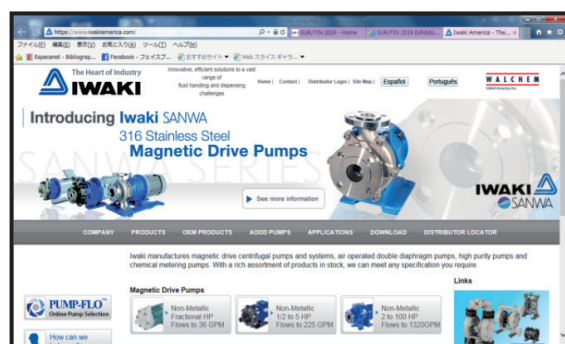 https://www.iwakiamerica.com/
SUR/FIN 2019 - Home
SUR/FIN 2019 Exhibito...
Iwaki America - The...
ファイル(F) 編集(E) 表示(V) お気に入り(A) ツール(T) ヘルプ(H)
Espacenet - Bibliograp...
Facebook - フェイスブ...
おすすめサイト
Web スライス ギャラ...
The Heart of Industry
IWAKI
Innovative, efficient solutions to a vast
range of
fluid handling and dispensing
challenges
Home | Contact | Distributor Login | Site Map |
Español
Português
WALCHEM
IWAKI America Inc.
Introducing Iwaki SANWA
316 Stainless Steel
Magnetic Drive Pumps
SANWA SERIES
See more information
IWAKI
SANWA
COMPANY PRODUCTS OEM PRODUCTS AODD PUMPS APPLICATIONS DOWNLOAD DISTRIBUTOR LOCATOR
Iwaki manufactures magnetic drive centrifugal pumps and systems, air operated double diaphragm pumps, high purity pumps and
chemical metering pumps. With a rich assortment of products in stock, we can meet any specification you require.
Links
PUMP-FLO™
Online Pump Selection
Magnetic Drive Pumps
Non-Metallic
Fractional HP
Flows to 36 GPM
Non-Metallic
1/2 to 5 HP
Flows to 225 GPM
Non-Metallic
2 to 100 HP
Flows to 1320GPM
How can we